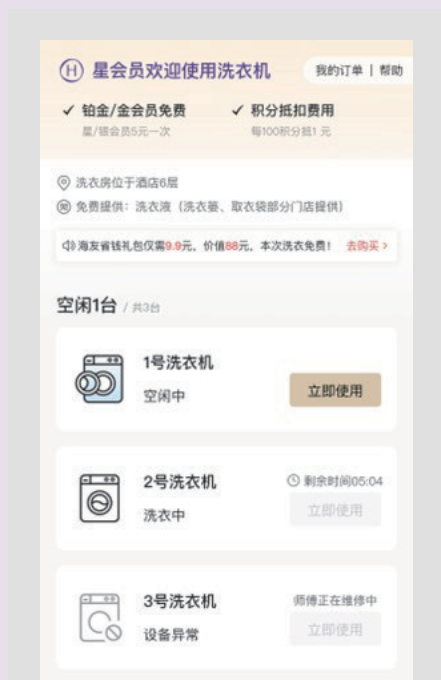 H 星会员欢迎使用洗衣机
我的订单 | 帮助
✓ 铂金/金会员免费
✓ 积分抵扣费用
星/银会员5元一次
每100积分抵1 元
洗衣房位于酒店6层
免费提供：洗衣液（洗衣篓、取衣袋部分门店提供）
海友省钱礼包仅需9.9元，价值88元，本次洗衣免费！ 去购买 >
空闲1台 / 共3台
1号洗衣机
空闲中
立即使用
2号洗衣机
剩余时间05:04
洗衣中
立即使用
3号洗衣机
师傅正在维修中
设备异常
立即使用